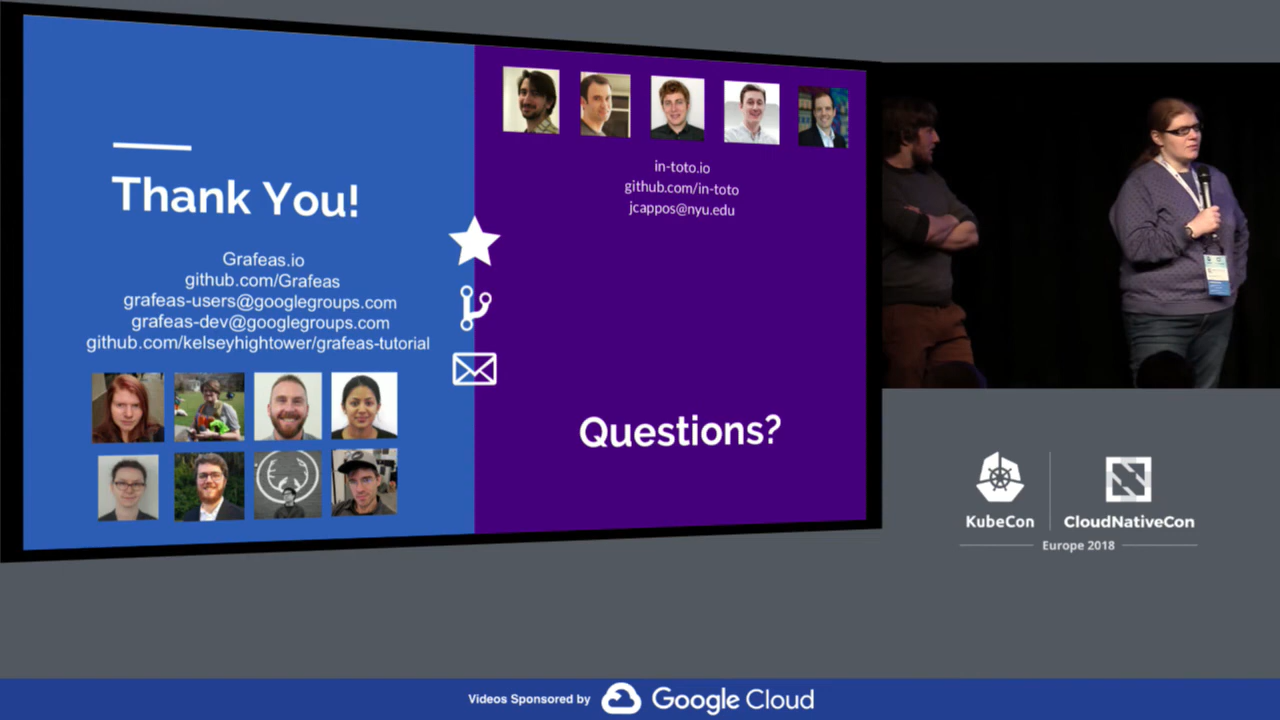 Thank You!
Grafeas.io
github.com/Grafeas
grafeas-users@googlegroups.com
grafeas-dev@googlegroups.com
github.com/kelseyhightower/grafeas-tutorial
in-toto.io
github.com/in-toto
jcappos@nyu.edu
Questions?
KubeCon
CloudNativeCon
Europe 2018
Videos Sponsored by Google Cloud